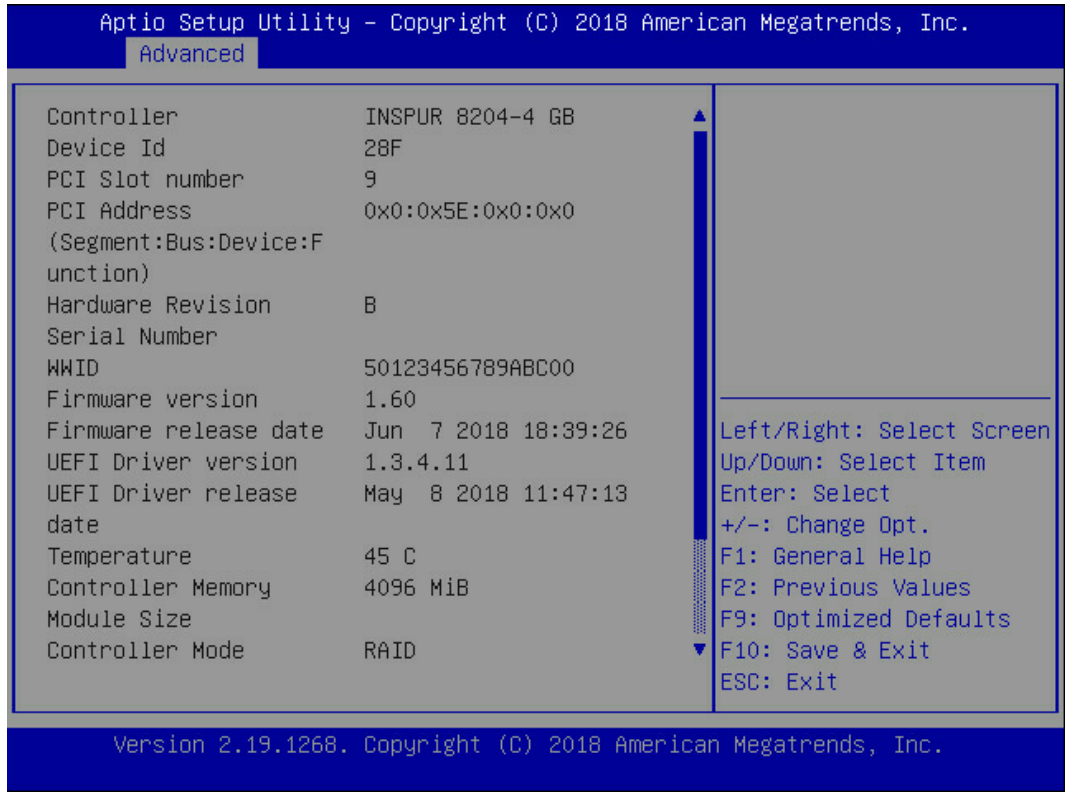 Aptio Setup Utility – Copyright (C) 2018 American Megatrends, Inc.
Advanced
Controller INSPUR 8204-4 GB
Device Id 28F
PCI Slot number 9
PCI Address 0x0:0x5E:0x0:0x0
(Segment:Bus:Device:F
unction)
Hardware Revision B
Serial Number
WWID 50123456789ABC00
Firmware version 1.60
Firmware release date Jun 7 2018 18:39:26
UEFI Driver version 1.3.4.11
UEFI Driver release May 8 2018 11:47:13
date
Temperature 45 C
Controller Memory 4096 MiB
Module Size
Controller Mode RAID
Left/Right: Select Screen
Up/Down: Select Item
Enter: Select
+/-: Change Opt.
F1: General Help
F2: Previous Values
F9: Optimized Defaults
F10: Save & Exit
ESC: Exit
Version 2.19.1268. Copyright (C) 2018 American Megatrends, Inc.